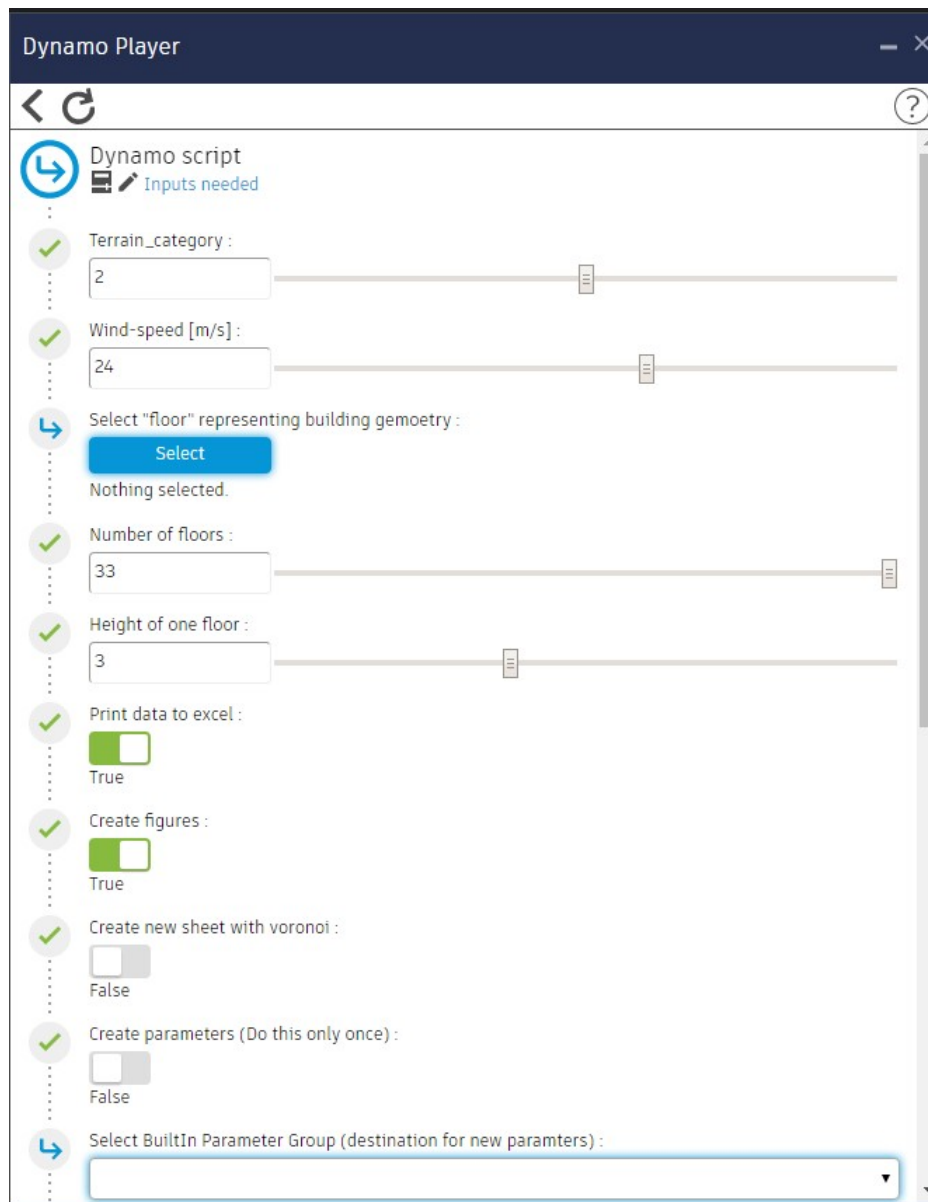 Dynamo Player
Dynamo script
Inputs needed
Terrain_category :
2
Wind-speed [m/s] :
24
Select "floor" representing building gemoetry :
Select
Nothing selected.
Number of floors :
33
Height of one floor :
3
Print data to excel :
True
Create figures :
True
Create new sheet with voronoi :
False
Create parameters (Do this only once) :
False
Select BuiltIn Parameter Group (destination for new paramters) :